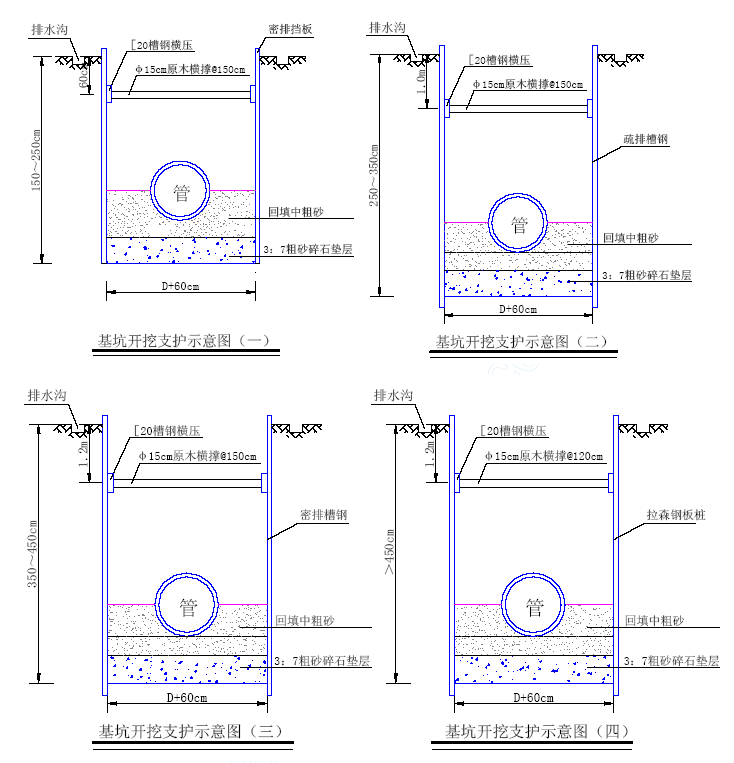 排水沟
密排挡板
[20槽钢横压
φ15cm原木横撑@150cm
60c
150～250cm
管
回填中粗砂
3：7粗砂碎石垫层
D+60cm
基坑开挖支护示意图（一）
排水沟
[20槽钢横压
φ15cm原木横撑@150cm
1.0m
250～350cm
疏排槽钢
管
回填中粗砂
3：7粗砂碎石垫层
D+60cm
基坑开挖支护示意图（二）
排水沟
[20槽钢横压
φ15cm原木横撑@150cm
1.2m
350～450cm
密排槽钢
管
回填中粗砂
3：7粗砂碎石垫层
D+60cm
基坑开挖支护示意图（三）
排水沟
[20槽钢横压
φ15cm原木横撑@120cm
1.2m
>450cm
拉森钢板桩
管
回填中粗砂
3：7粗砂碎石垫层
D+60cm
基坑开挖支护示意图（四）